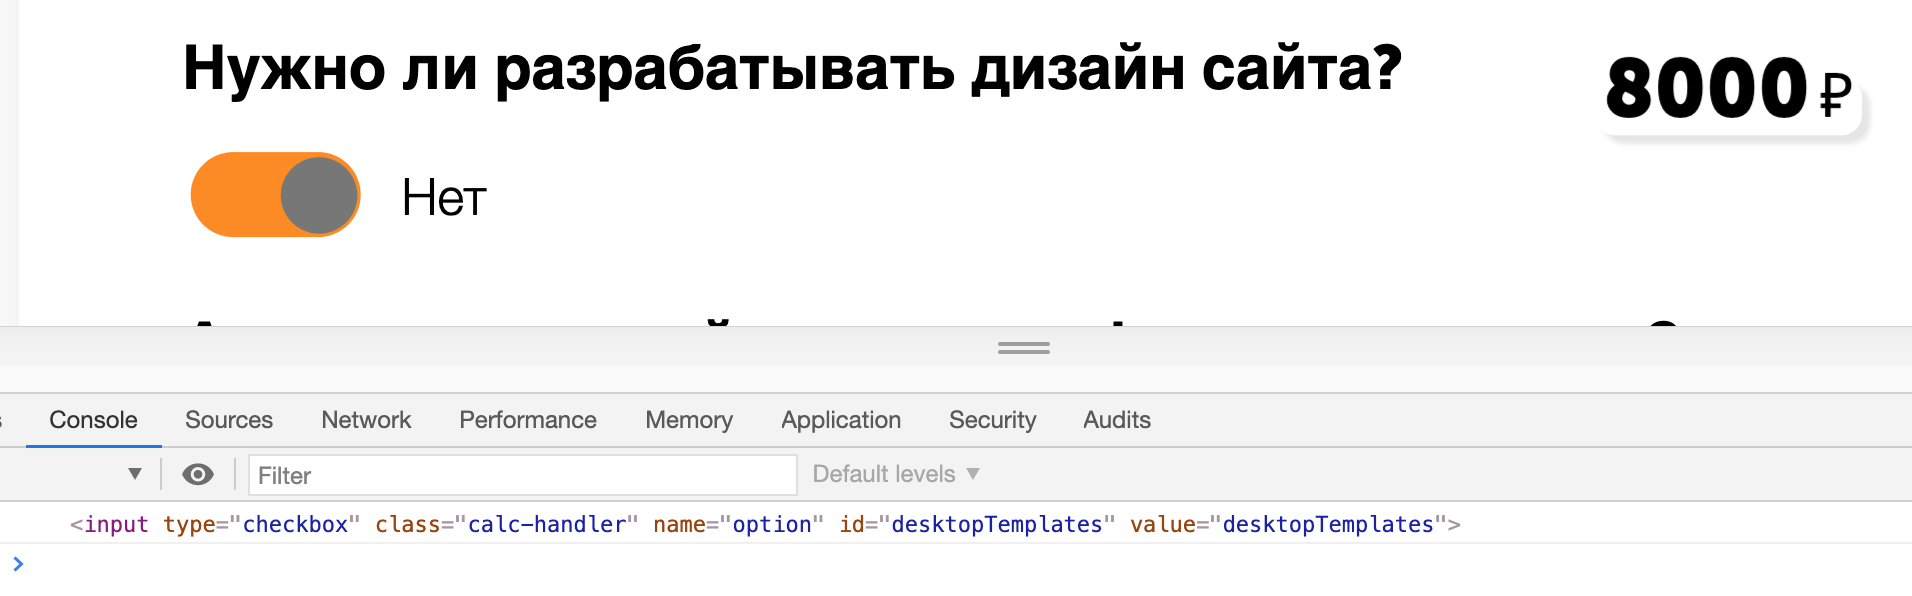 Нужно ли разрабатывать дизайн сайта?
8000 ₽
Нет
Console Sources Network Performance Memory Application Security Audits
Filter Default levels ▼
<input type="checkbox" class="calc-handler" name="option" id="desktopTemplates" value="desktopTemplates">
>